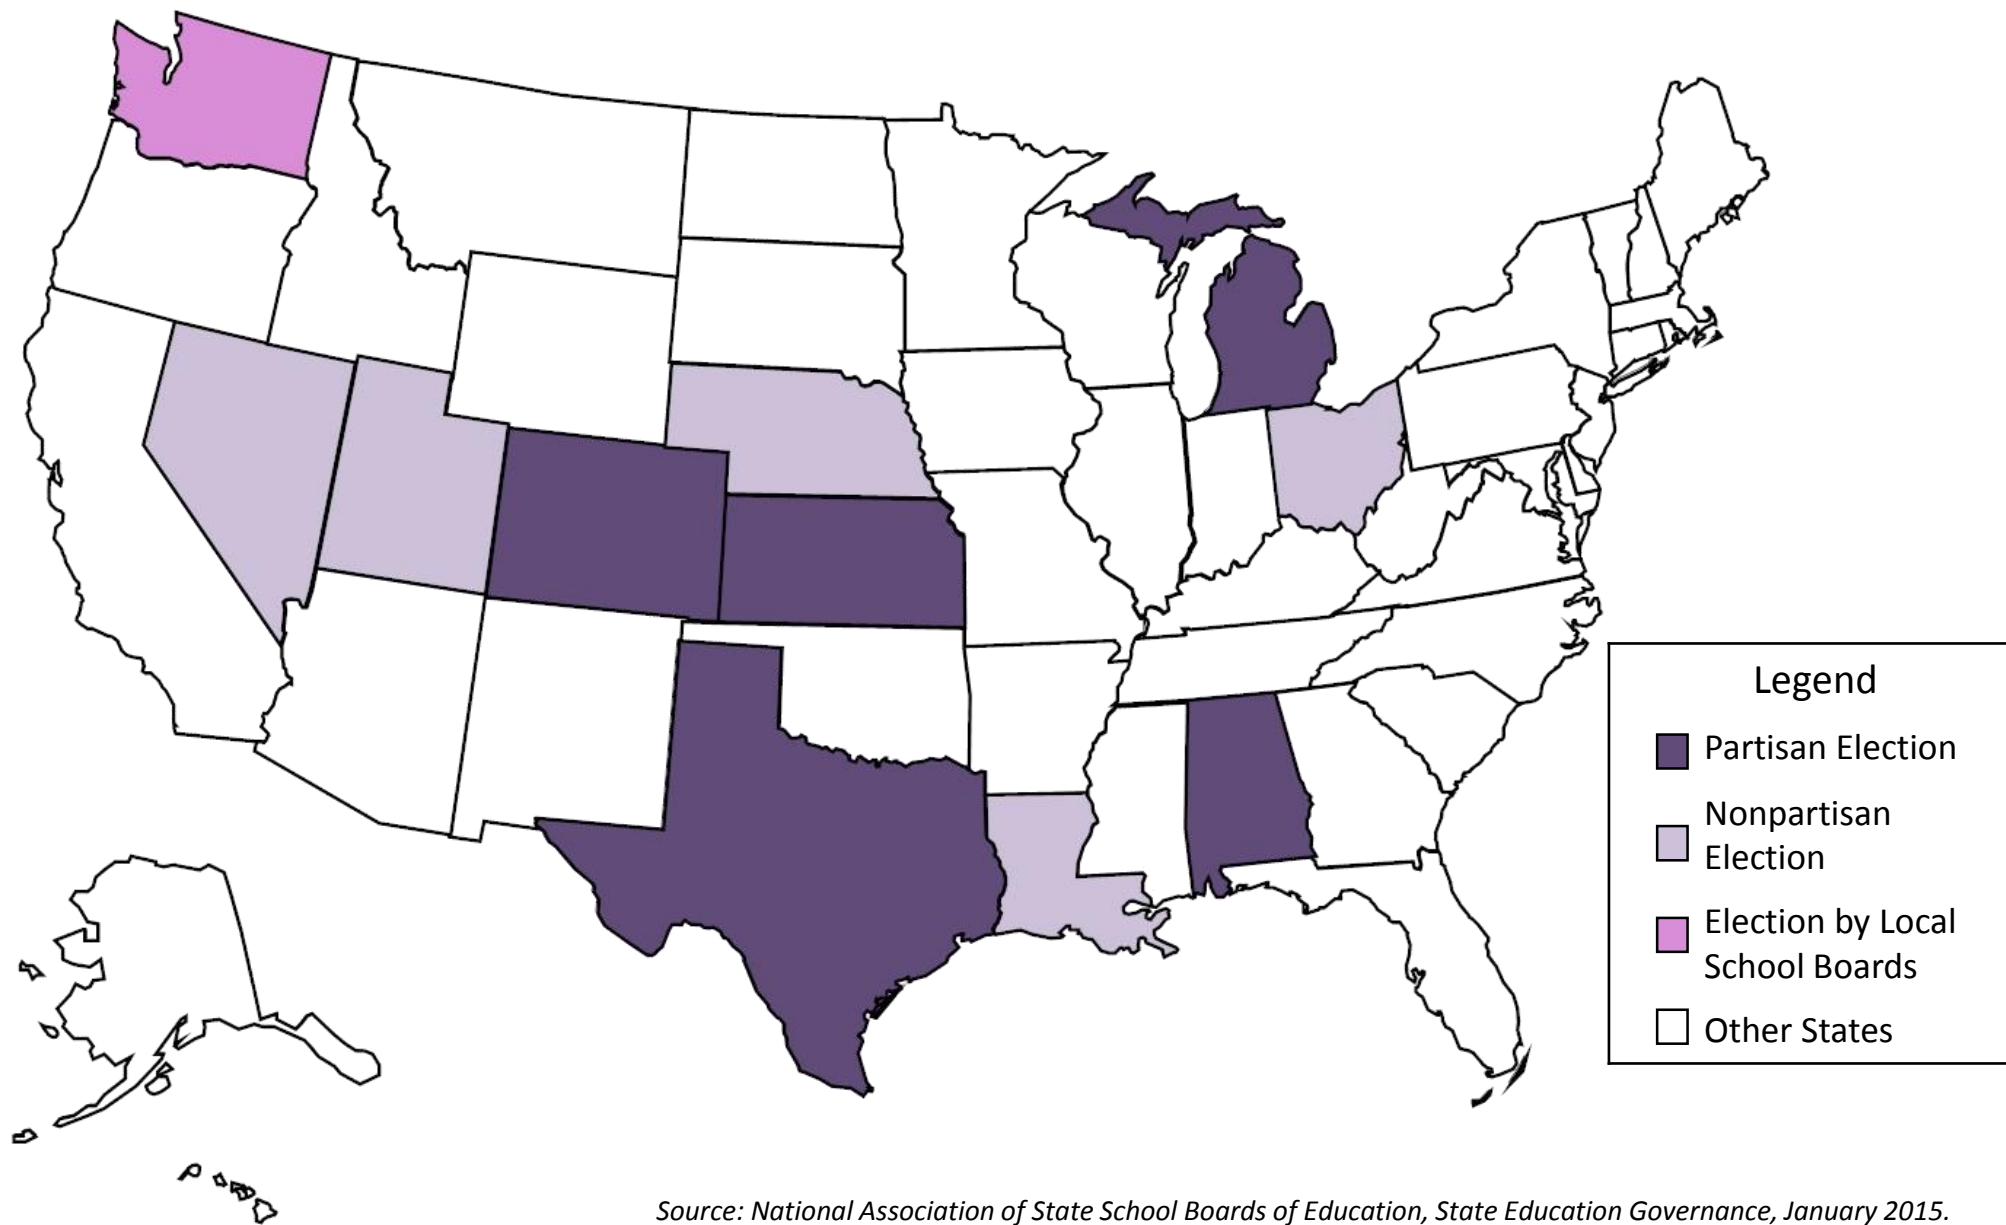 Legend
Partisan Election
Nonpartisan
Election
Election by Local
School Boards
Other States
Source: National Association of State School Boards of Education, State Education Governance, January 2015.